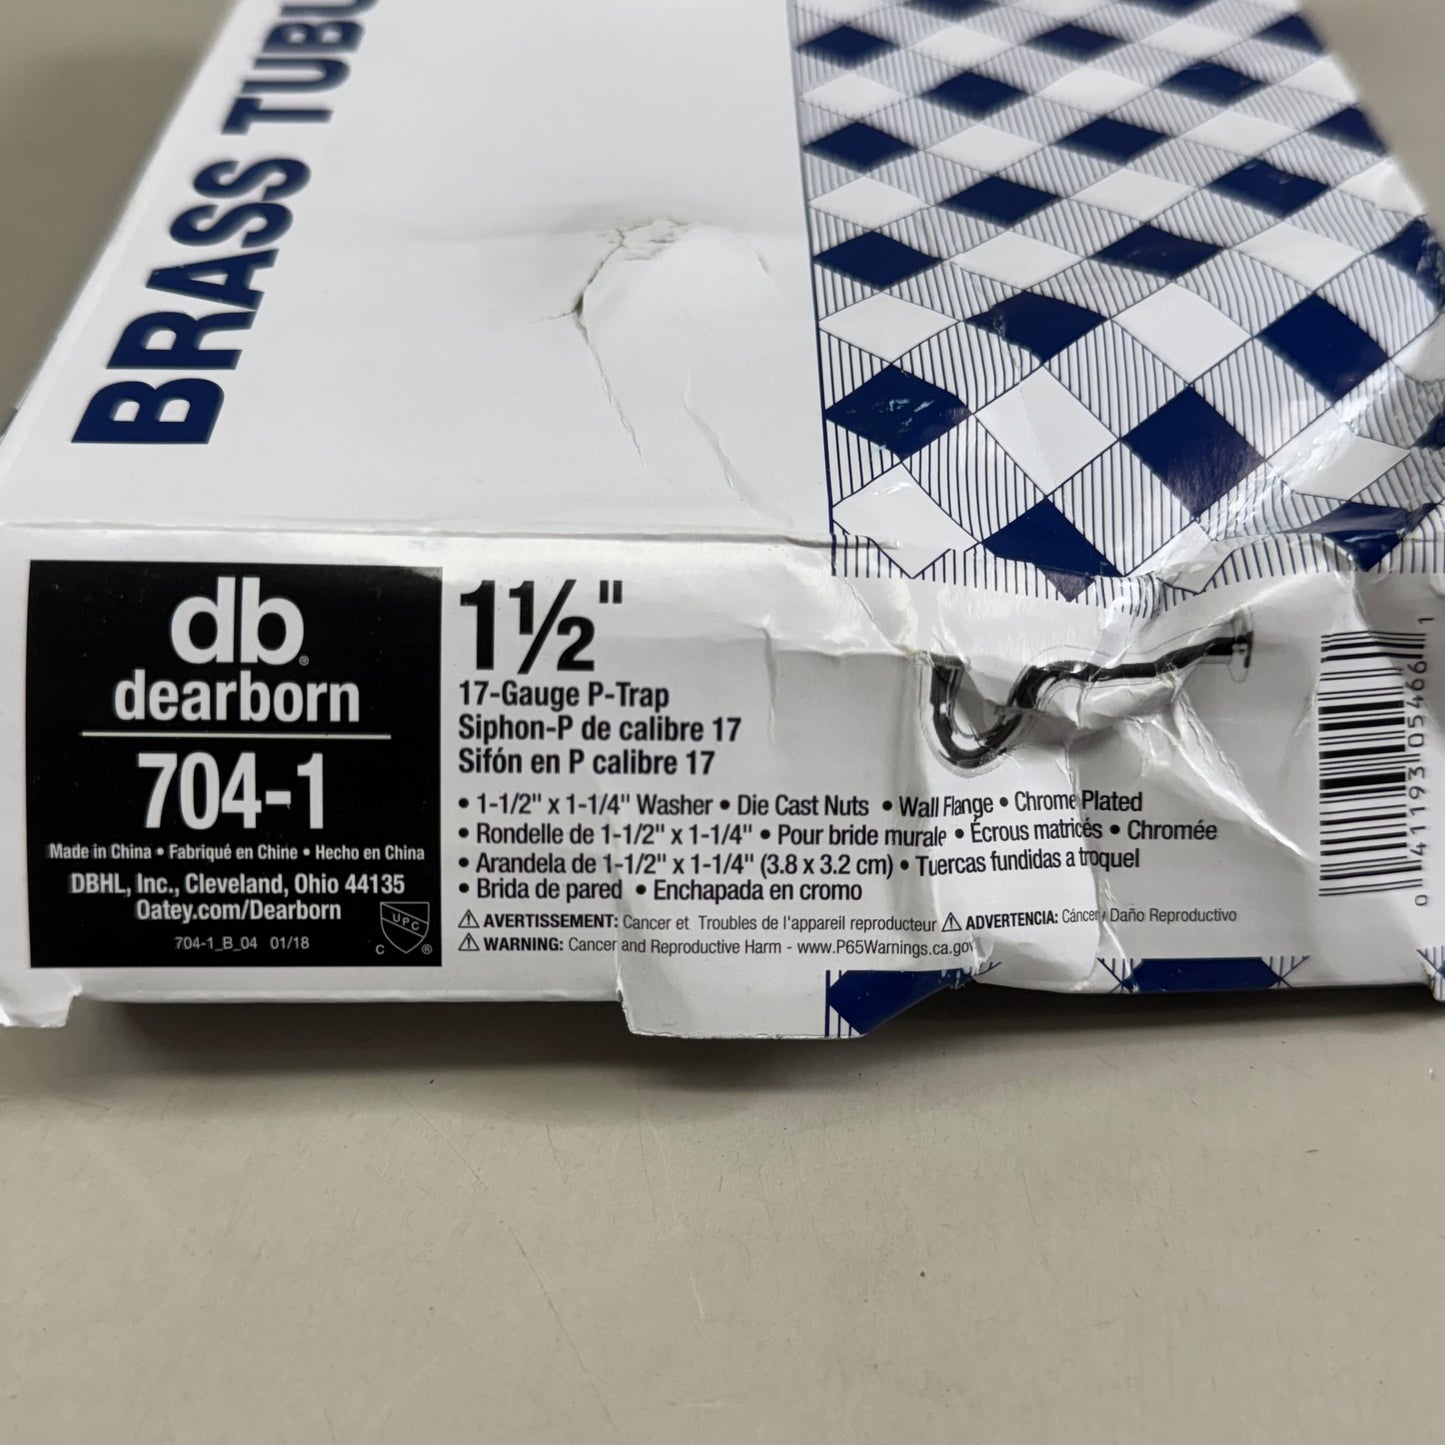 BRASS
db®
dearborn
704-1
Made in China • Fabriqué en Chine • Hecho en China
DBHL, Inc., Cleveland, Ohio 44135
Oatey.com/Dearborn
704-1_B_04 01/18
C UPC ®
1½"
17-Gauge P-Trap
Siphon-P de calibre 17
Sifón en P calibre 17
• 1-1/2" x 1-1/4" Washer • Die Cast Nuts • Wall Flange • Chrome Plated
• Rondelle de 1-1/2" x 1-1/4" • Pour bride murale • Écrous matricés • Chromée
• Arandela de 1-1/2" x 1-1/4" (3.8 x 3.2 cm) • Tuercas fundidas a troquel
• Brida de pared • Enchapada en cromo
⚠ AVERTISSEMENT: Cancer et Troubles de l'appareil reproducteur ⚠ ADVERTENCIA: Cáncer y Daño Reproductivo
⚠ WARNING: Cancer and Reproductive Harm - www.P65Warnings.ca.gov
0 41193 05466 1